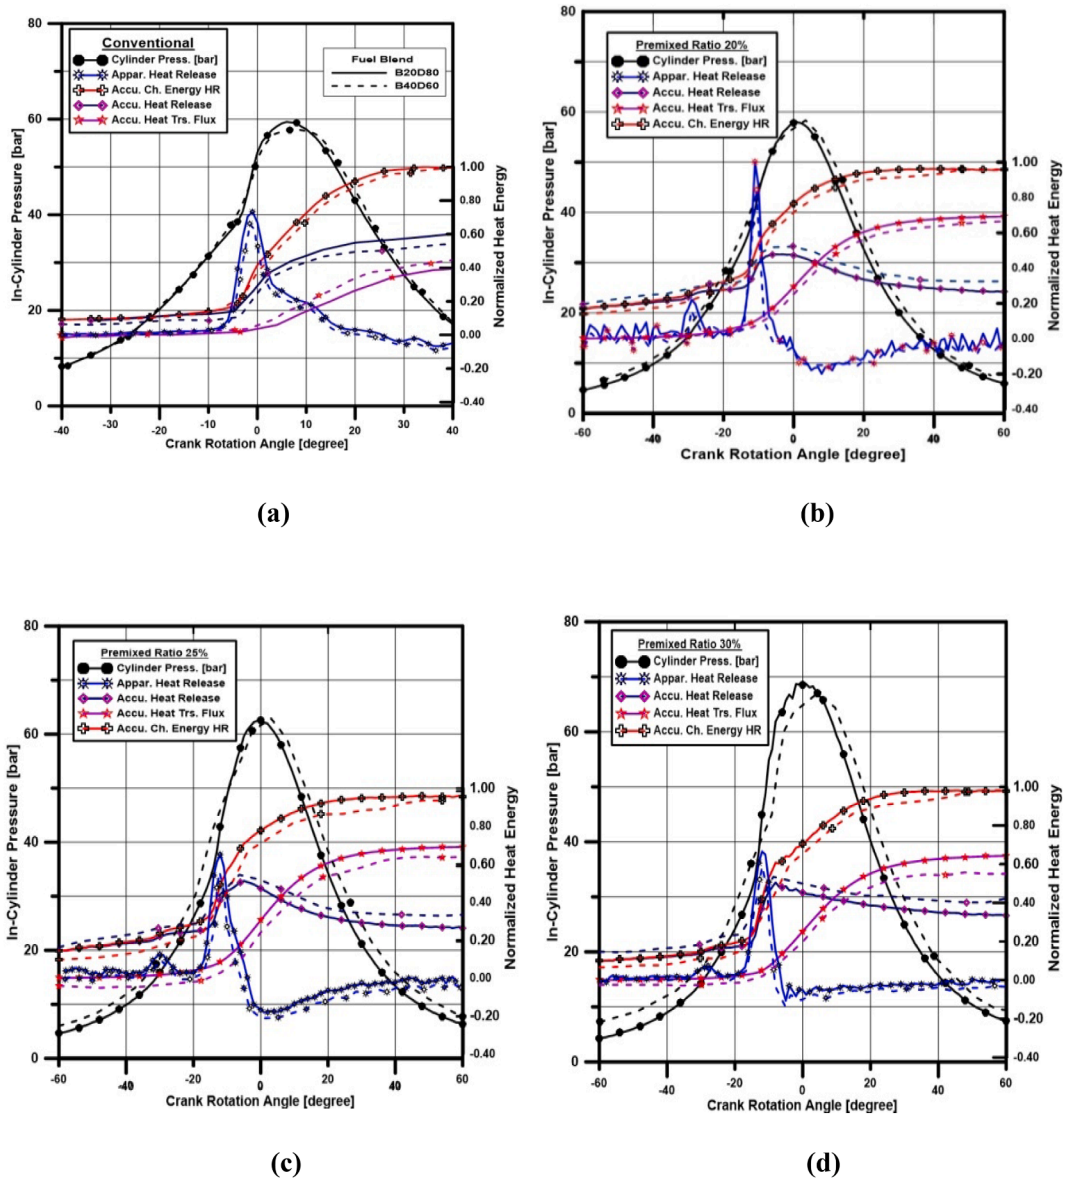 Conventional
Cylinder Press. [bar]
Appar. Heat Release
Accu. Ch. Energy HR
Accu. Heat Release
Accu. Heat Trs. Flux
Fuel Blend
B20D80
B40D60
80
60
40
20
0
In-Cylinder Pressure [bar]
1.00
0.80
0.60
0.40
0.20
0.00
-0.20
-0.40
Normalized Heat Energy
-40 -30 -20 -10 0 10 20 30 40
Crank Rotation Angle [degree]
(a)
Premixed Ratio 20%
Cylinder Press. [bar]
Appar. Heat Release
Accu. Heat Release
Accu. Heat Trs. Flux
Accu. Ch. Energy HR
80
60
40
20
0
In-Cylinder Pressure [bar]
1.00
0.80
0.60
0.40
0.20
0.00
-0.20
-0.40
Normalized Heat Energy
-60 -40 -20 0 20 40 60
Crank Rotation Angle [degree]
(b)
Premixed Ratio 25%
Cylinder Press. [bar]
Appar. Heat Release
Accu. Heat Release
Accu. Heat Trs. Flux
Accu. Ch. Energy HR
80
60
40
20
0
In-Cylinder Pressure [bar]
1.00
0.80
0.60
0.40
0.20
0.00
-0.20
-0.40
Normalized Heat Energy
-60 -40 -20 0 20 40 60
Crank Rotation Angle [degree]
(c)
Premixed Ratio 30%
Cylinder Press. [bar]
Appar. Heat Release
Accu. Heat Release
Accu. Heat Trs. Flux
Accu. Ch. Energy HR
80
60
40
20
0
In-Cylinder Pressure [bar]
1.00
0.80
0.60
0.40
0.20
0.00
-0.20
-0.40
Normalized Heat Energy
-60 -40 -20 0 20 40 60
Crank Rotation Angle [degree]
(d)